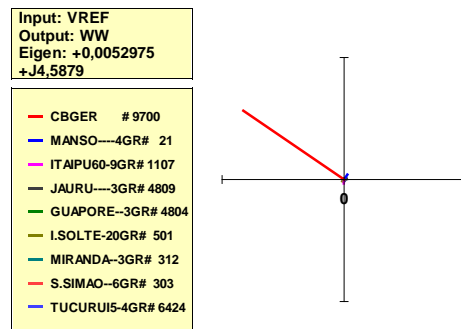 Input: VREF
Output: WW
Eigen: +0,0052975
+J4,5879
CBGER # 9700
MANSO----4GR# 21
ITAIPU60-9GR# 1107
JAURU----3GR# 4809
GUAPORE--3GR# 4804
I.SOLTE-20GR# 501
MIRANDA--3GR# 312
S.SIMAO--6GR# 303
TUCURUI5-4GR# 6424
0